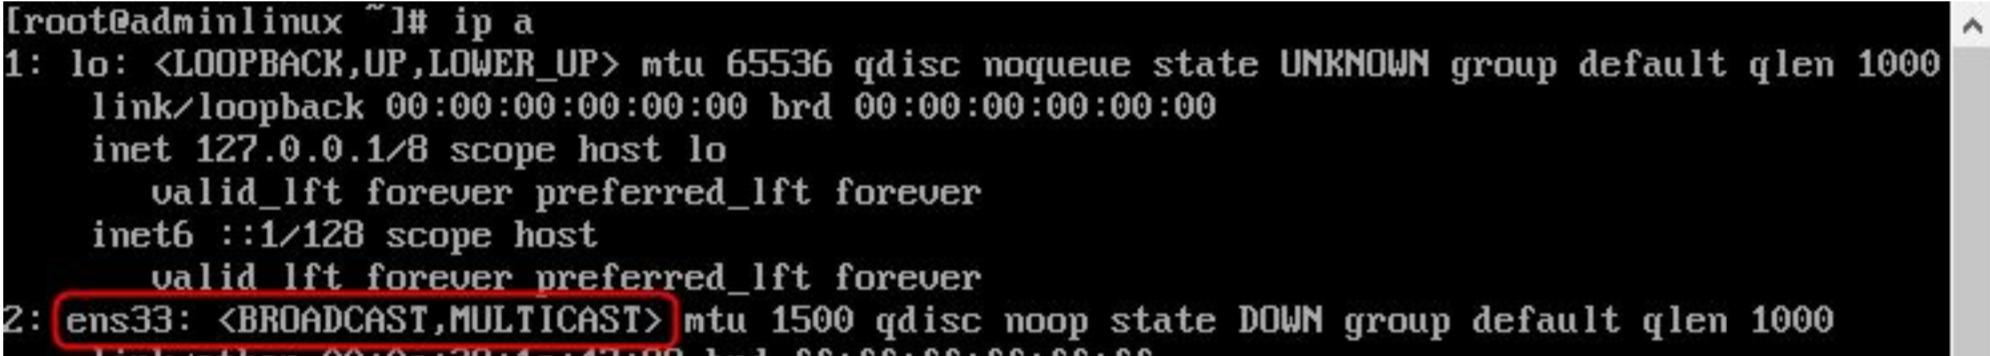 [root@adminlinux ~]# ip a
1: lo: <LOOPBACK,UP,LOWER_UP> mtu 65536 qdisc noqueue state UNKNOWN group default qlen 1000
link/loopback 00:00:00:00:00:00 brd 00:00:00:00:00:00
inet 127.0.0.1/8 scope host lo
valid_lft forever preferred_lft forever
inet6 ::1/128 scope host
valid_lft forever preferred_lft forever
2: ens33: <BROADCAST,MULTICAST> mtu 1500 qdisc noop state DOWN group default qlen 1000